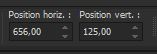 Position horiz. : Position vert. :
656,00 125,00